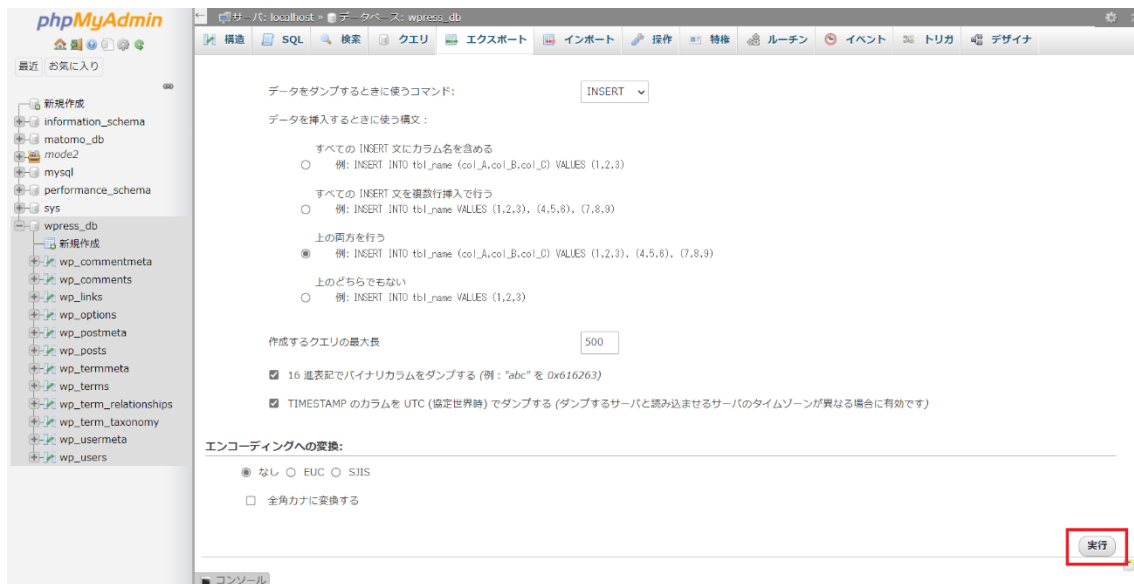 phpMyAdmin
最近 お気に入り
新規作成
information_schema
matomo_db
mode2
mysql
performance_schema
sys
wpress_db
新規作成
wp_commentmeta
wp_comments
wp_links
wp_options
wp_postmeta
wp_posts
wp_termmeta
wp_terms
wp_term_relationships
wp_term_taxonomy
wp_usermeta
wp_users
サーバ: localhost » データベース: wpress_db
構造 SQL 検索 クエリ エクスポート インポート 操作 特権 ルーチン イベント トリガ デザイナ
データをダンプするときに使うコマンド: INSERT
データを挿入するときに使う構文 :
すべての INSERT 文にカラム名を含める
例: INSERT INTO tbl_name (col_A,col_B,col_C) VALUES (1,2,3)
すべての INSERT 文を複数行挿入で行う
例: INSERT INTO tbl_name VALUES (1,2,3), (4,5,6), (7,8,9)
上の両方を行う
例: INSERT INTO tbl_name (col_A,col_B,col_C) VALUES (1,2,3), (4,5,6), (7,8,9)
上のどちらでもない
例: INSERT INTO tbl_name VALUES (1,2,3)
作成するクエリの最大長 500
16 進表記でバイナリカラムをダンプする (例 : "abc" を 0x616263)
TIMESTAMP のカラムを UTC (協定世界時) でダンプする (ダンプするサーバと読み込ませるサーバのタイムゾーンが異なる場合に有効です)
エンコーディングへの変換:
なし EUC SJIS
全角カナに変換する
実行
コンソール